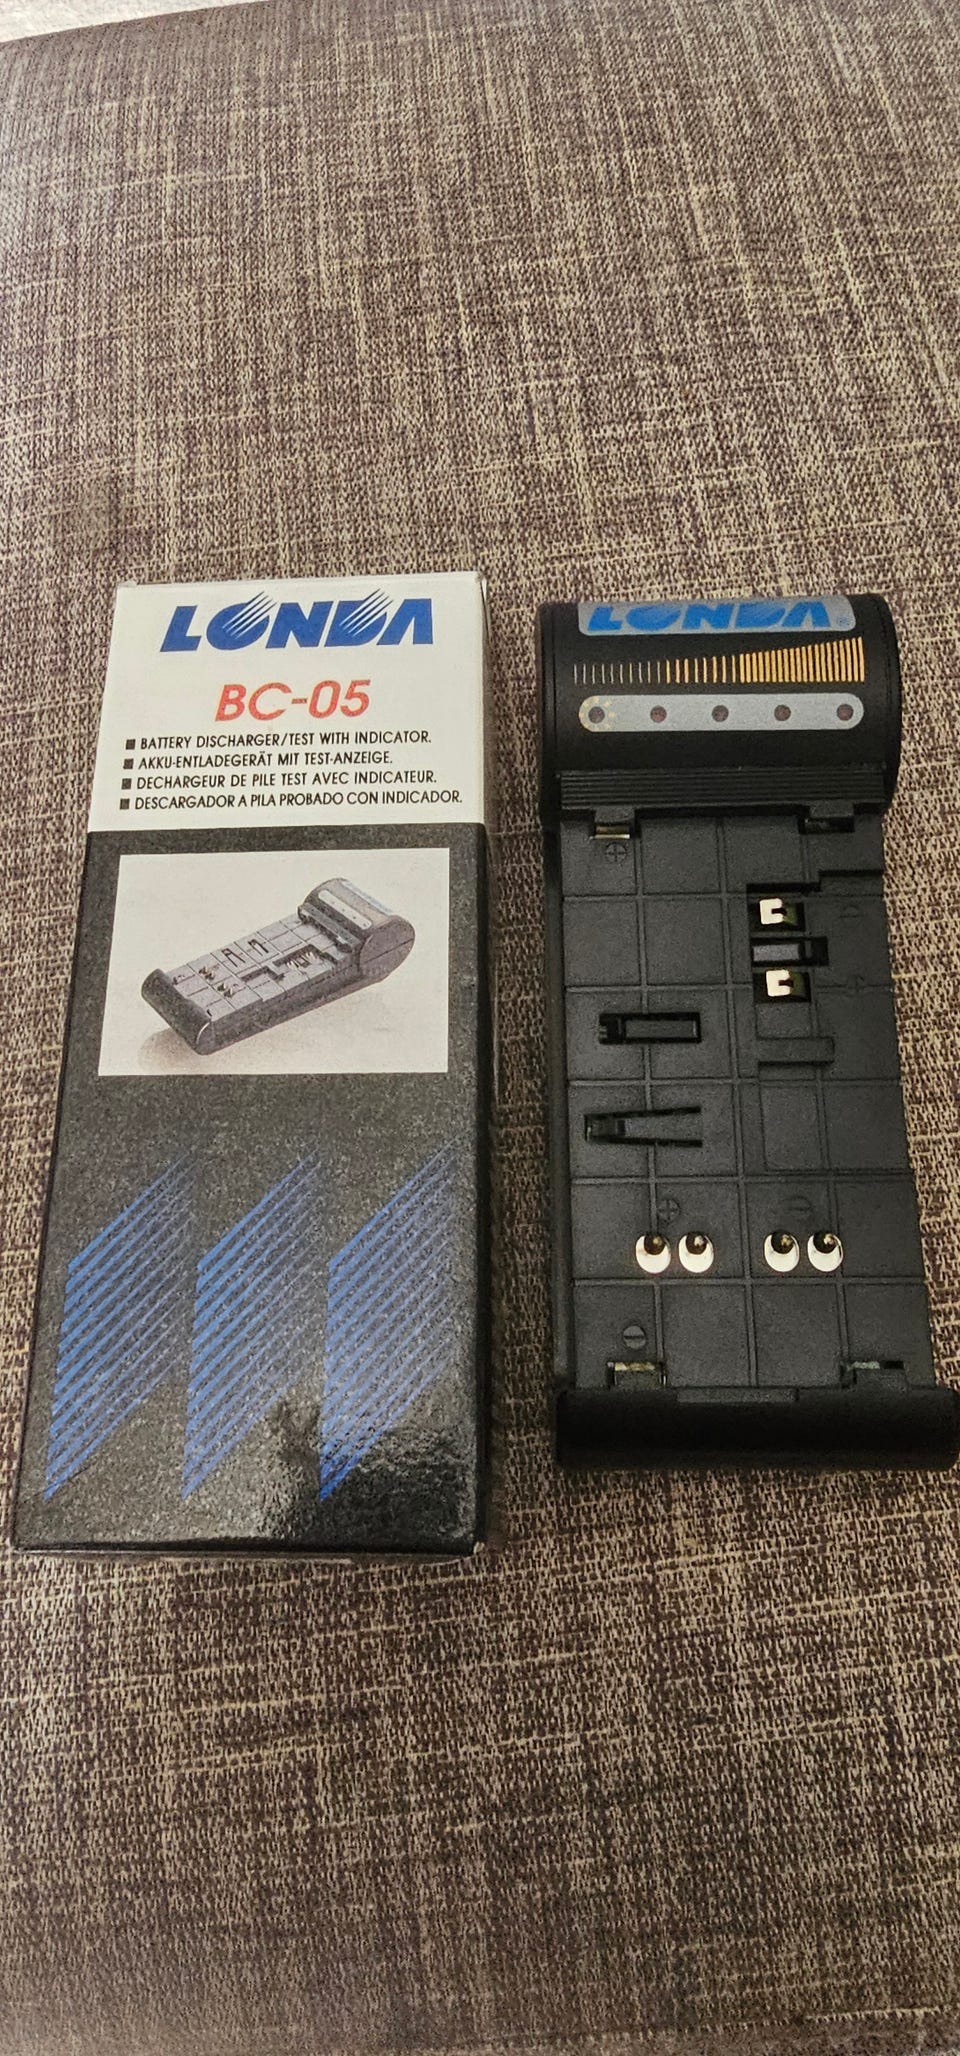 LONDA
BC-05
■ BATTERY DISCHARGER/TEST WITH INDICATOR.
■ AKKU-ENTLADEGERÄT MIT TEST-ANZEIGE.
■ DECHARGEUR DE PILE TEST AVEC INDICATEUR.
■ DESCARGADOR A PILA PROBADO CON INDICADOR.
LONDA®